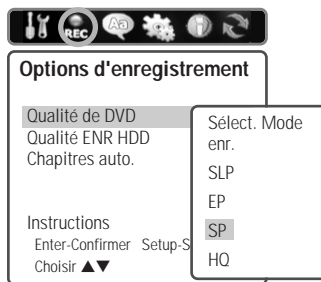 REC
Aa
i
Options d'enregistrement
Qualité de DVD
Qualité ENR HDD
Chapitres auto.
Instructions
Enter-Confirmer Setup-S
Choisir ▲▼
Sélect. Mode
enr.
SLP
EP
SP
HQ